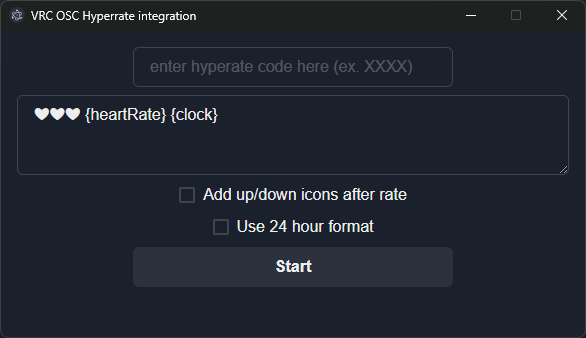 VRC OSC Hyperrate integration
enter hyperate code here (ex. XXXX)
🤍🤍🤍 {heartRate} {clock}
Add up/down icons after rate
Use 24 hour format
Start